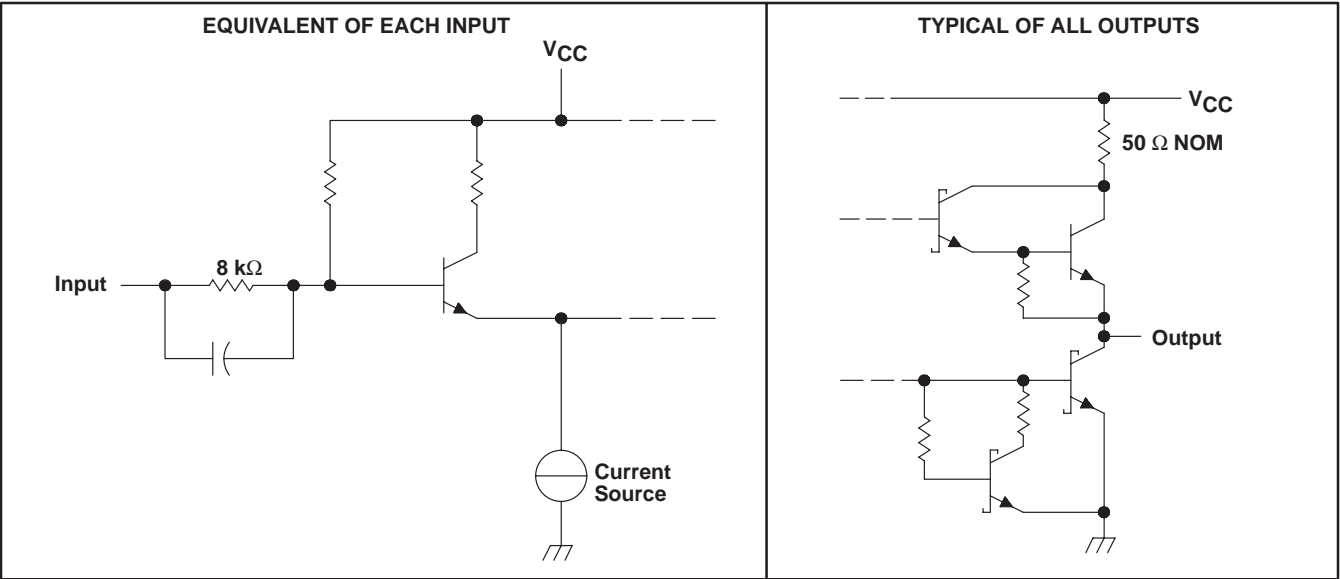 EQUIVALENT OF EACH INPUT
VCC
8 kΩ
Input
Current
Source
TYPICAL OF ALL OUTPUTS
VCC
50 Ω NOM
Output